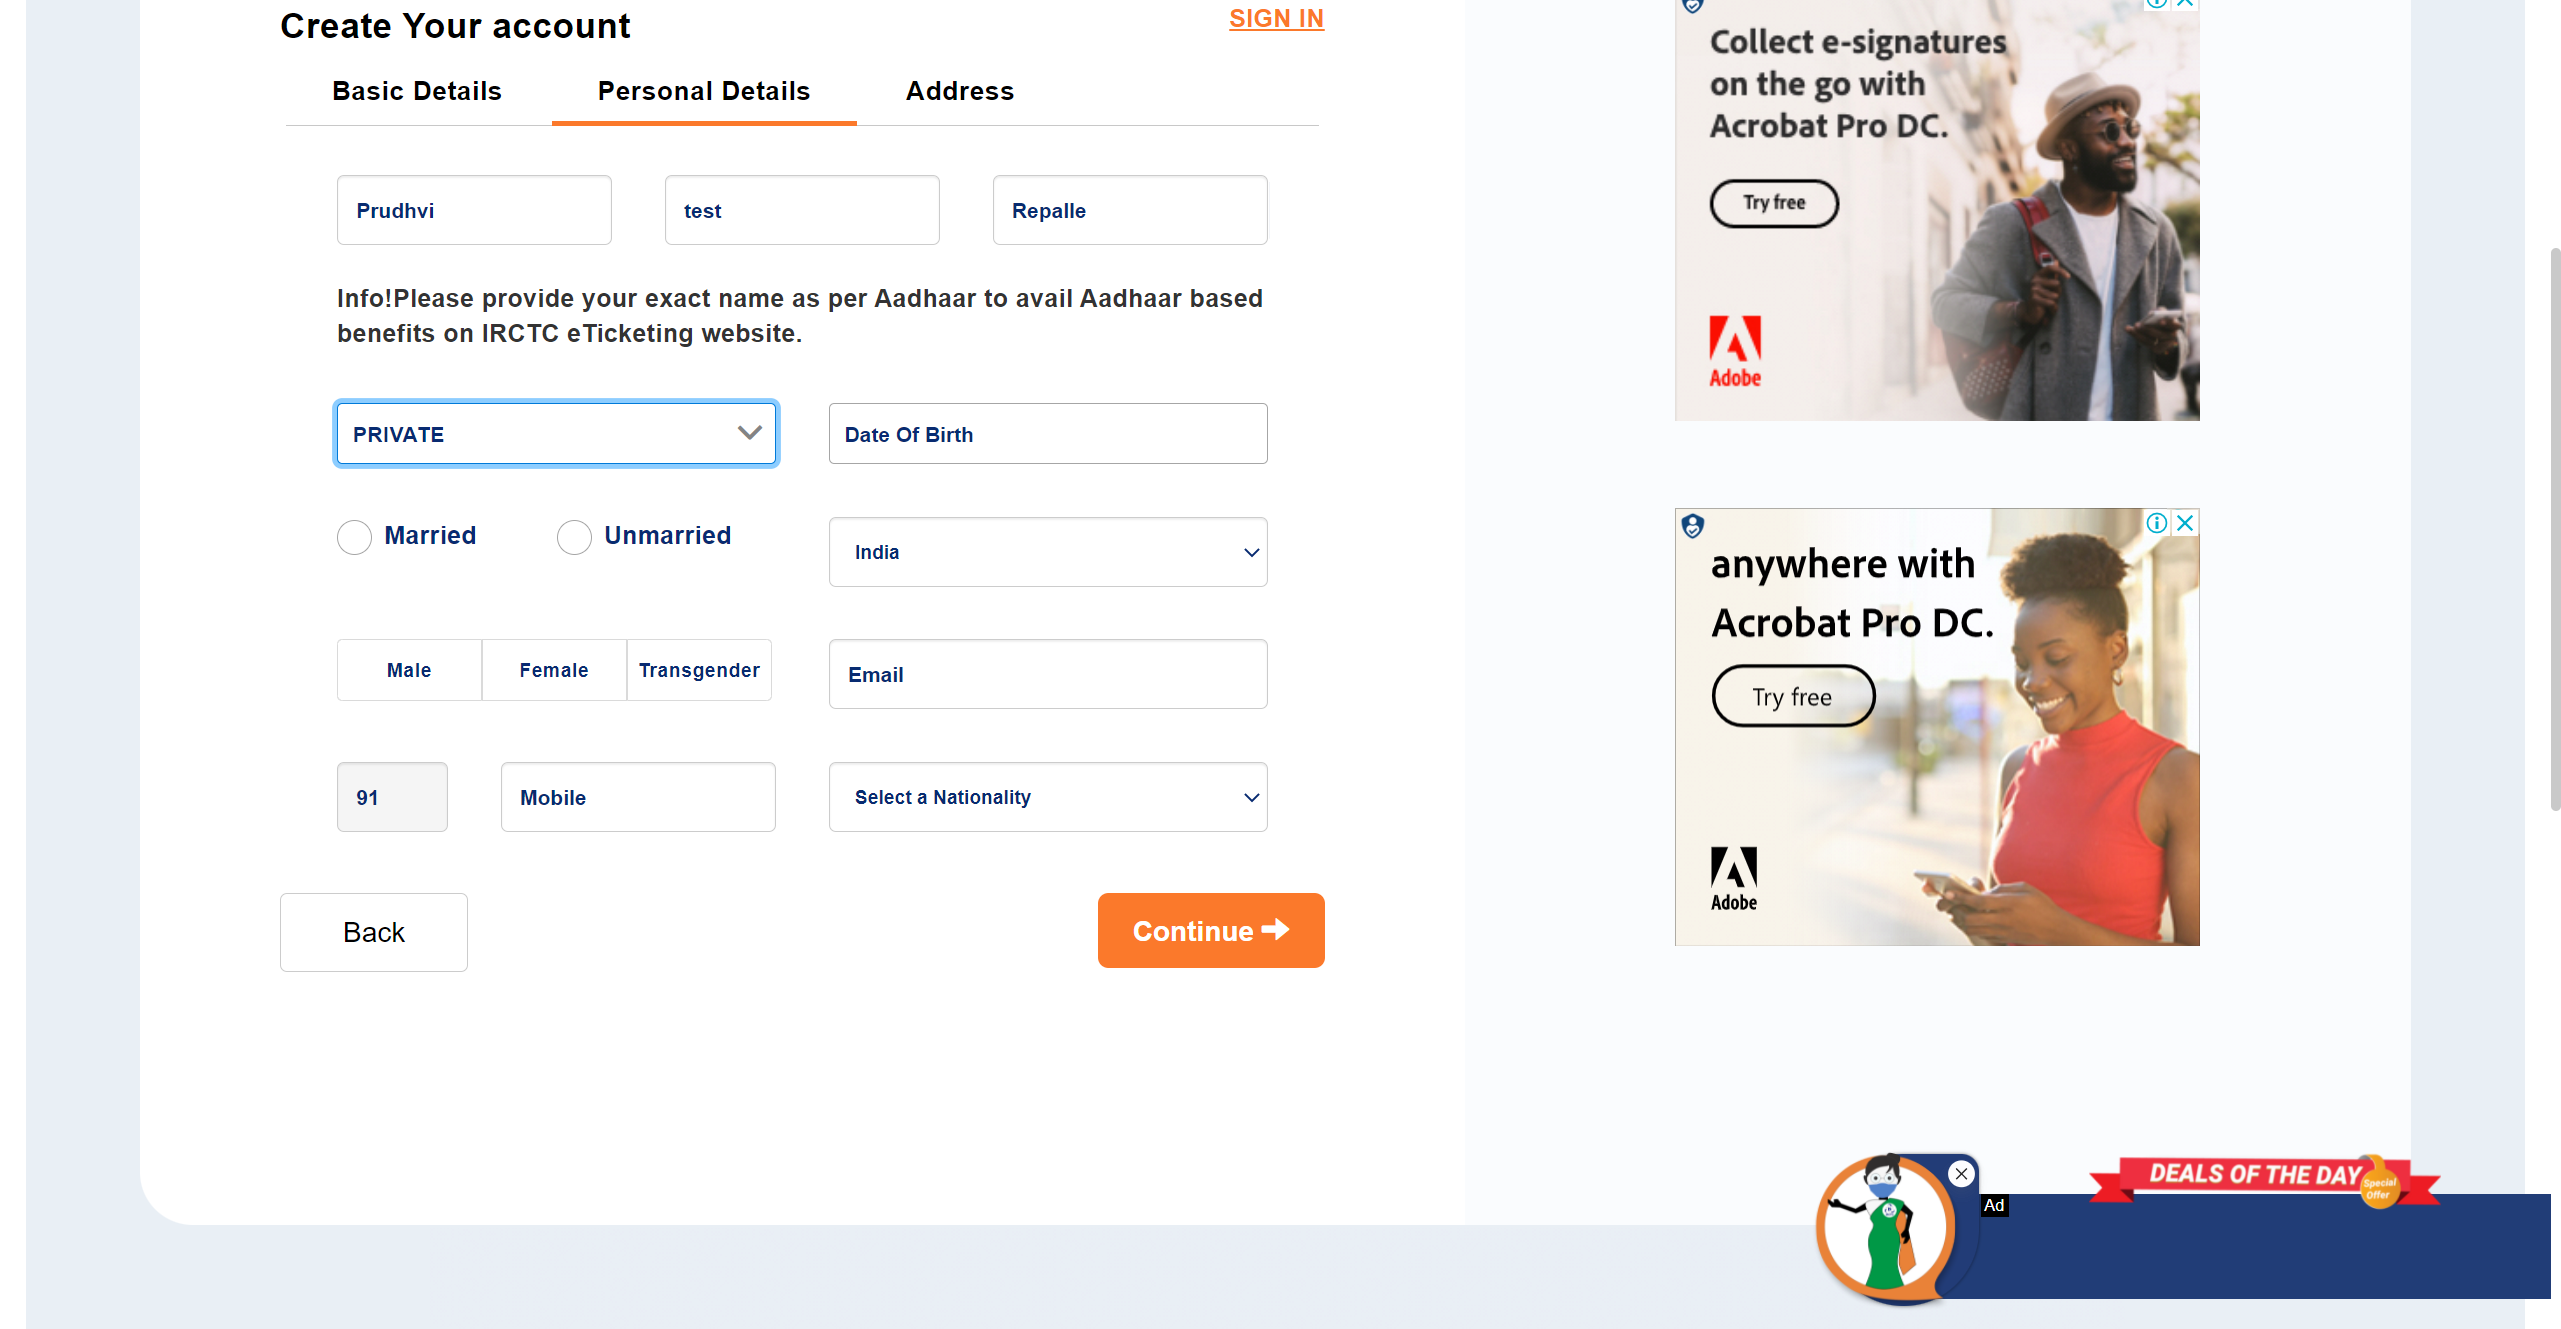 Create Your account
SIGN IN
Basic Details
Personal Details
Address
Prudhvi
test
Repalle
Info!Please provide your exact name as per Aadhaar to avail Aadhaar based
benefits on IRCTC eTicketing website.
PRIVATE
Date Of Birth
Married
Unmarried
India
Male
Female
Transgender
Email
91
Mobile
Select a Nationality
Back
Continue
Collect e-signatures
on the go with
Acrobat Pro DC.
Try free
Adobe
anywhere with
Acrobat Pro DC.
Try free
Adobe
DEALS OF THE DAY
Special
Offer
Ad